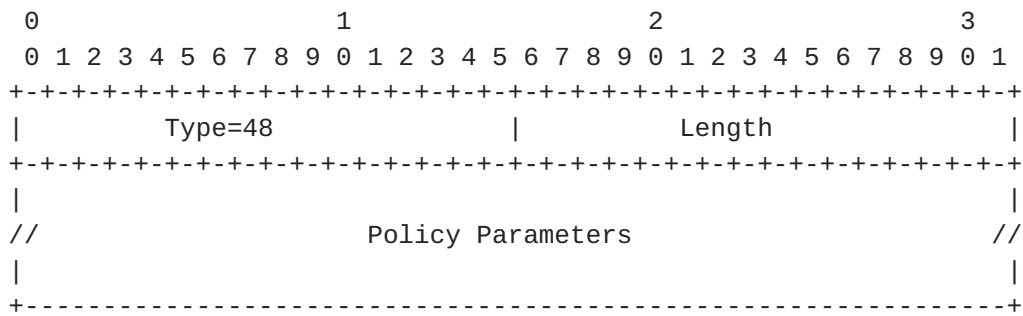 0                   1                   2                   3
 0 1 2 3 4 5 6 7 8 9 0 1 2 3 4 5 6 7 8 9 0 1 2 3 4 5 6 7 8 9 0 1
+-+-+-+-+-+-+-+-+-+-+-+-+-+-+-+-+-+-+-+-+-+-+-+-+-+-+-+-+-+-+-+-+
|         Type=48               |          Length               |
+-+-+-+-+-+-+-+-+-+-+-+-+-+-+-+-+-+-+-+-+-+-+-+-+-+-+-+-+-+-+-+-+
|                                                               |
//                     Policy Parameters                       //
|                                                               |
+---------------------------------------------------------------+